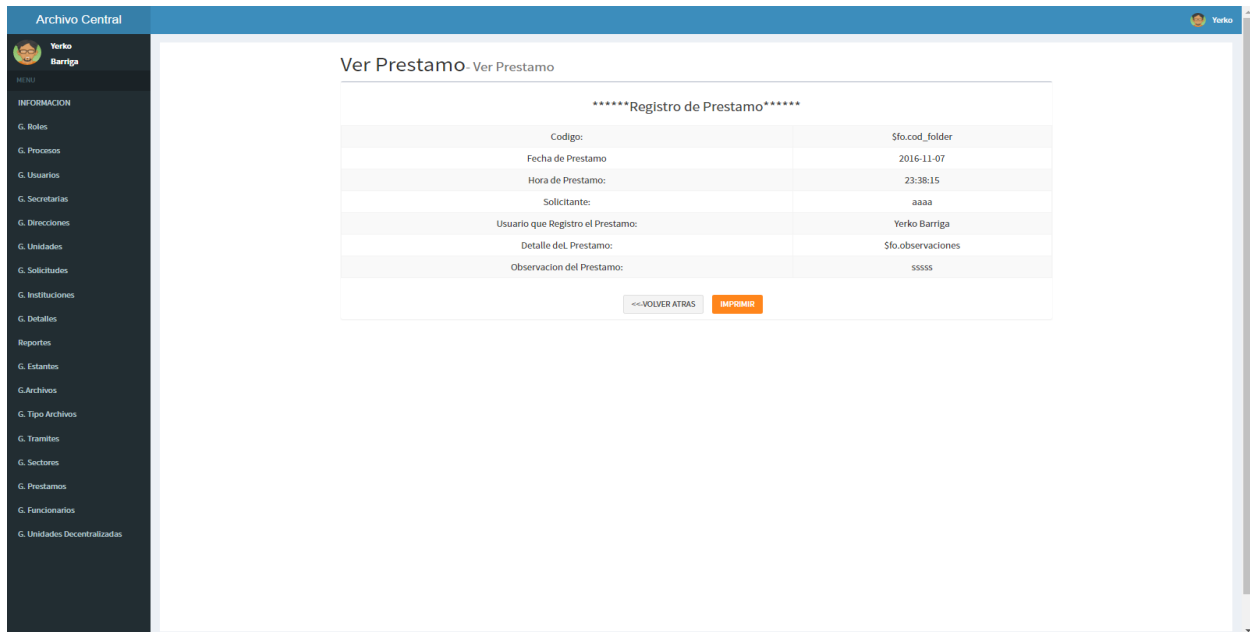 Archivo Central
Yerko
Yerko
Barriga
MENU
INFORMACION
G. Roles
G. Procesos
G. Usuarios
G. Secretarias
G. Direcciones
G. Unidades
G. Solicitudes
G. Instituciones
G. Detalles
Reportes
G. Estantes
G.Archivos
G. Tipo Archivos
G. Tramites
G. Sectores
G. Prestamos
G. Funcionarios
G. Unidades Decentralizadas
Ver Prestamo- Ver Prestamo
******Registro de Prestamo******
Codigo: $fo.cod_folder
Fecha de Prestamo 2016-11-07
Hora de Prestamo: 23:38:15
Solicitante: aaaa
Usuario que Registro el Prestamo: Yerko Barriga
Detalle deL Prestamo: $fo.observaciones
Observacion del Prestamo: sssss
<<-VOLVER ATRAS IMPRIMIR